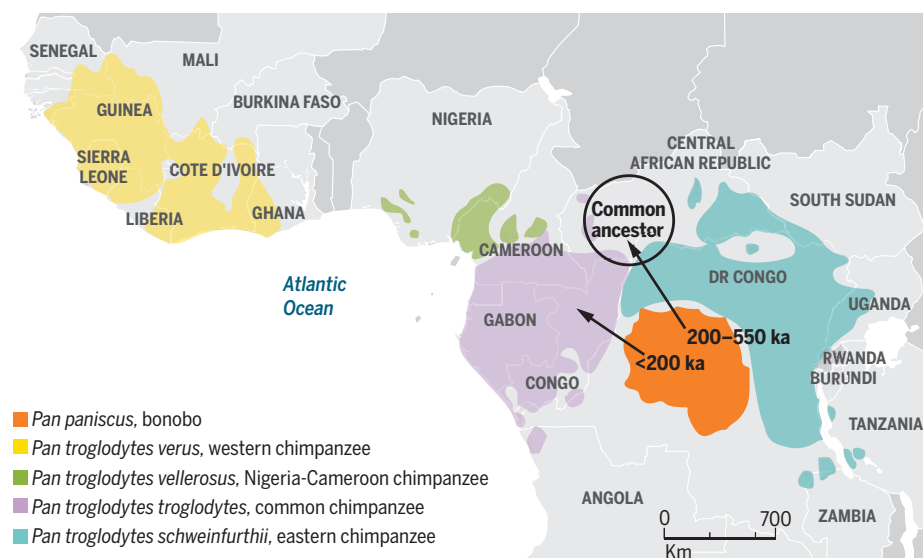 SENEGAL
MALI
BURKINA FASO
GUINEA
NIGERIA
CENTRAL
AFRICAN REPUBLIC
SIERRA
LEONE
COTE D'IVOIRE
SOUTH SUDAN
LIBERIA
GHANA
Common
ancestor
CAMEROON
DR CONGO
Atlantic
Ocean
UGANDA
GABON
200–550 ka
<200 ka
RWANDA
BURUNDI
CONGO
TANZANIA
Pan paniscus, bonobo
Pan troglodytes verus, western chimpanzee
Pan troglodytes vellerosus, Nigeria-Cameroon chimpanzee
Pan troglodytes troglodytes, common chimpanzee
Pan troglodytes schweinfurthii, eastern chimpanzee
ANGOLA
ZAMBIA
0 700
Km